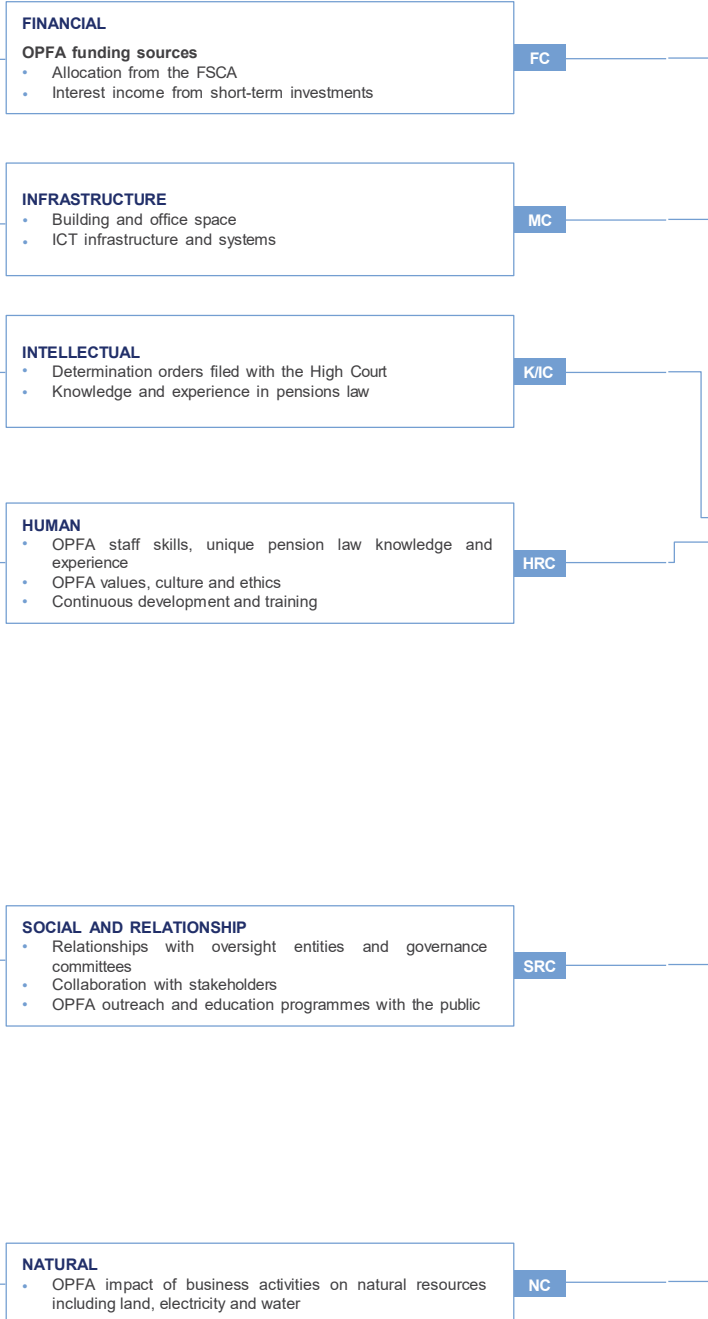 FINANCIAL
OPFA funding sources
• Allocation from the FSCA
• Interest income from short-term investments
FC
INFRASTRUCTURE
• Building and office space
• ICT infrastructure and systems
MC
INTELLECTUAL
• Determination orders filed with the High Court
• Knowledge and experience in pensions law
K/IC
HUMAN
• OPFA staff skills, unique pension law knowledge and
experience
• OPFA values, culture and ethics
• Continuous development and training
HRC
SOCIAL AND RELATIONSHIP
• Relationships with oversight entities and governance
committees
• Collaboration with stakeholders
• OPFA outreach and education programmes with the public
SRC
NATURAL
• OPFA impact of business activities on natural resources
including land, electricity and water
NC